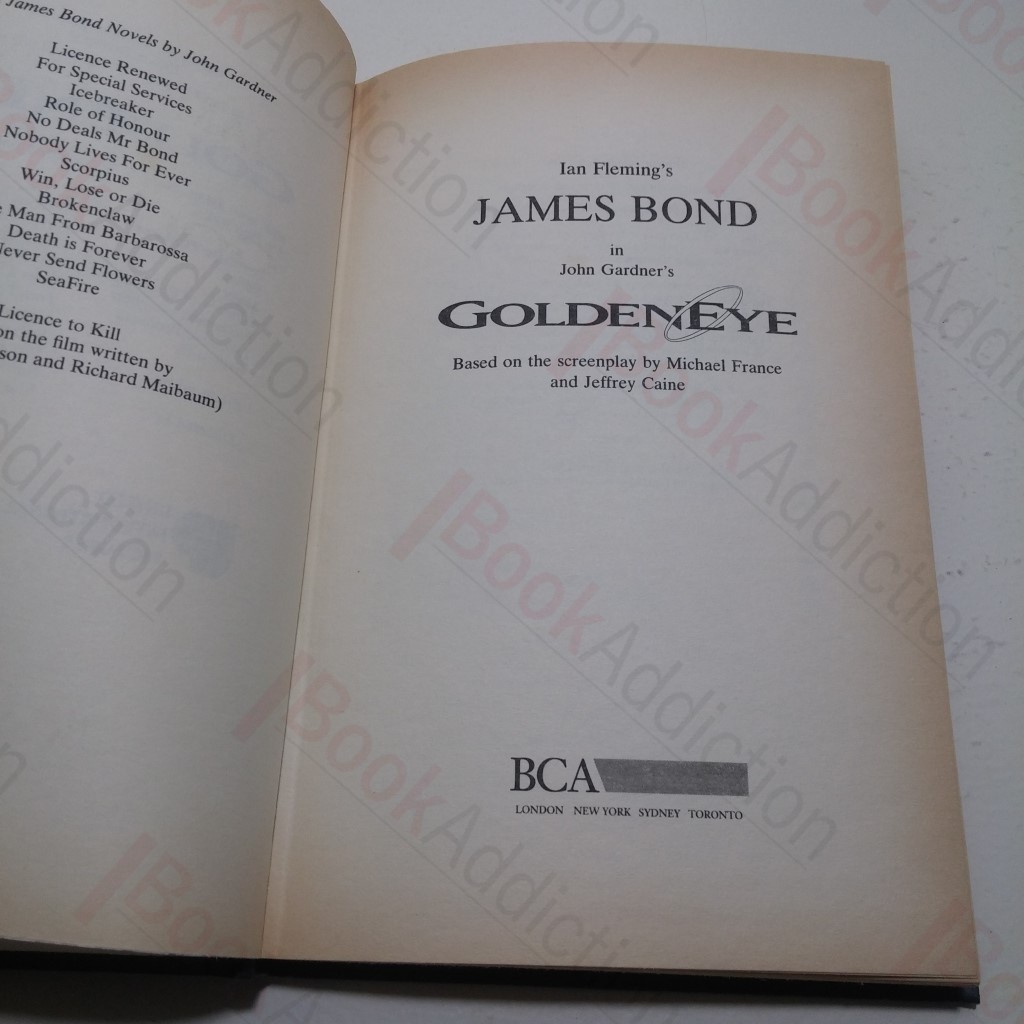 James Bond Novels by John Gardner
Licence Renewed
For Special Services
Icebreaker
Role of Honour
No Deals Mr Bond
Nobody Lives For Ever
Scorpius
Win, Lose or Die
Brokenclaw
Man From Barbarossa
Death is Forever
Never Send Flowers
SeaFire
Licence to Kill
on the film written by
and Richard Maibaum)
Ian Fleming's
JAMES BOND
in
John Gardner's
GOLDENEYE
Based on the screenplay by Michael France
and Jeffrey Caine
BCA
LONDON NEW YORK SYDNEY TORONTO
BookAddiction